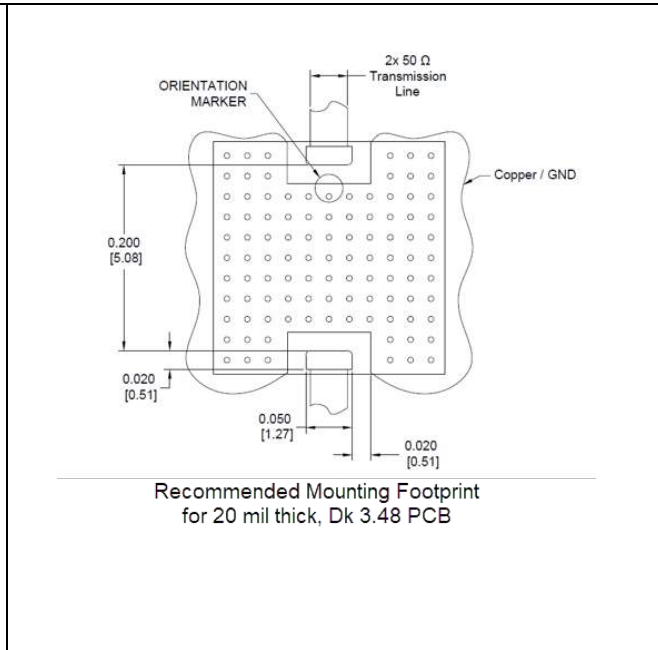 2x 50 Ω
Transmission
Line
ORIENTATION
MARKER
Copper / GND
0.200
[5.08]
0.020
[0.51]
0.050
[1.27]
0.020
[0.51]
Recommended Mounting Footprint
for 20 mil thick, Dk 3.48 PCB